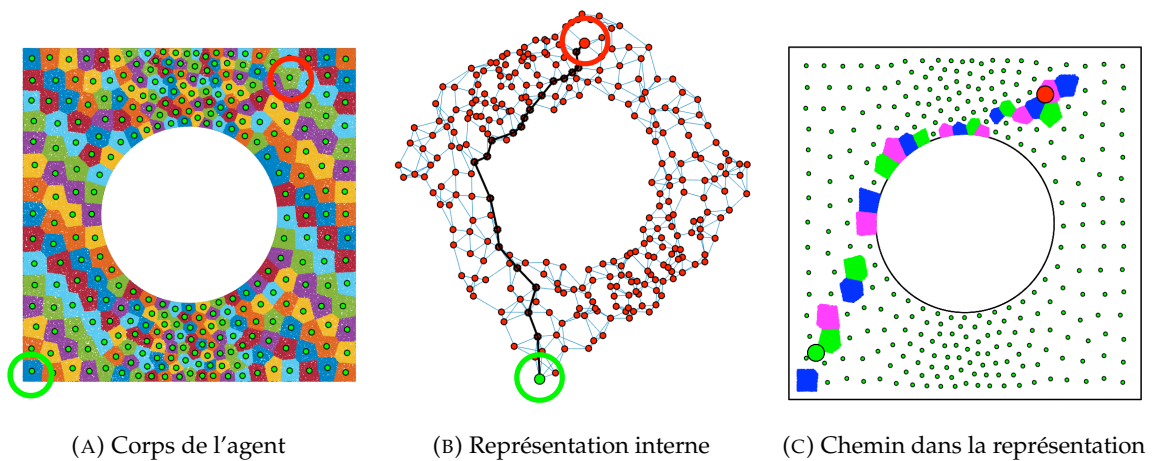 (A) Corps de l'agent
(B) Représentation interne
(C) Chemin dans la représentation